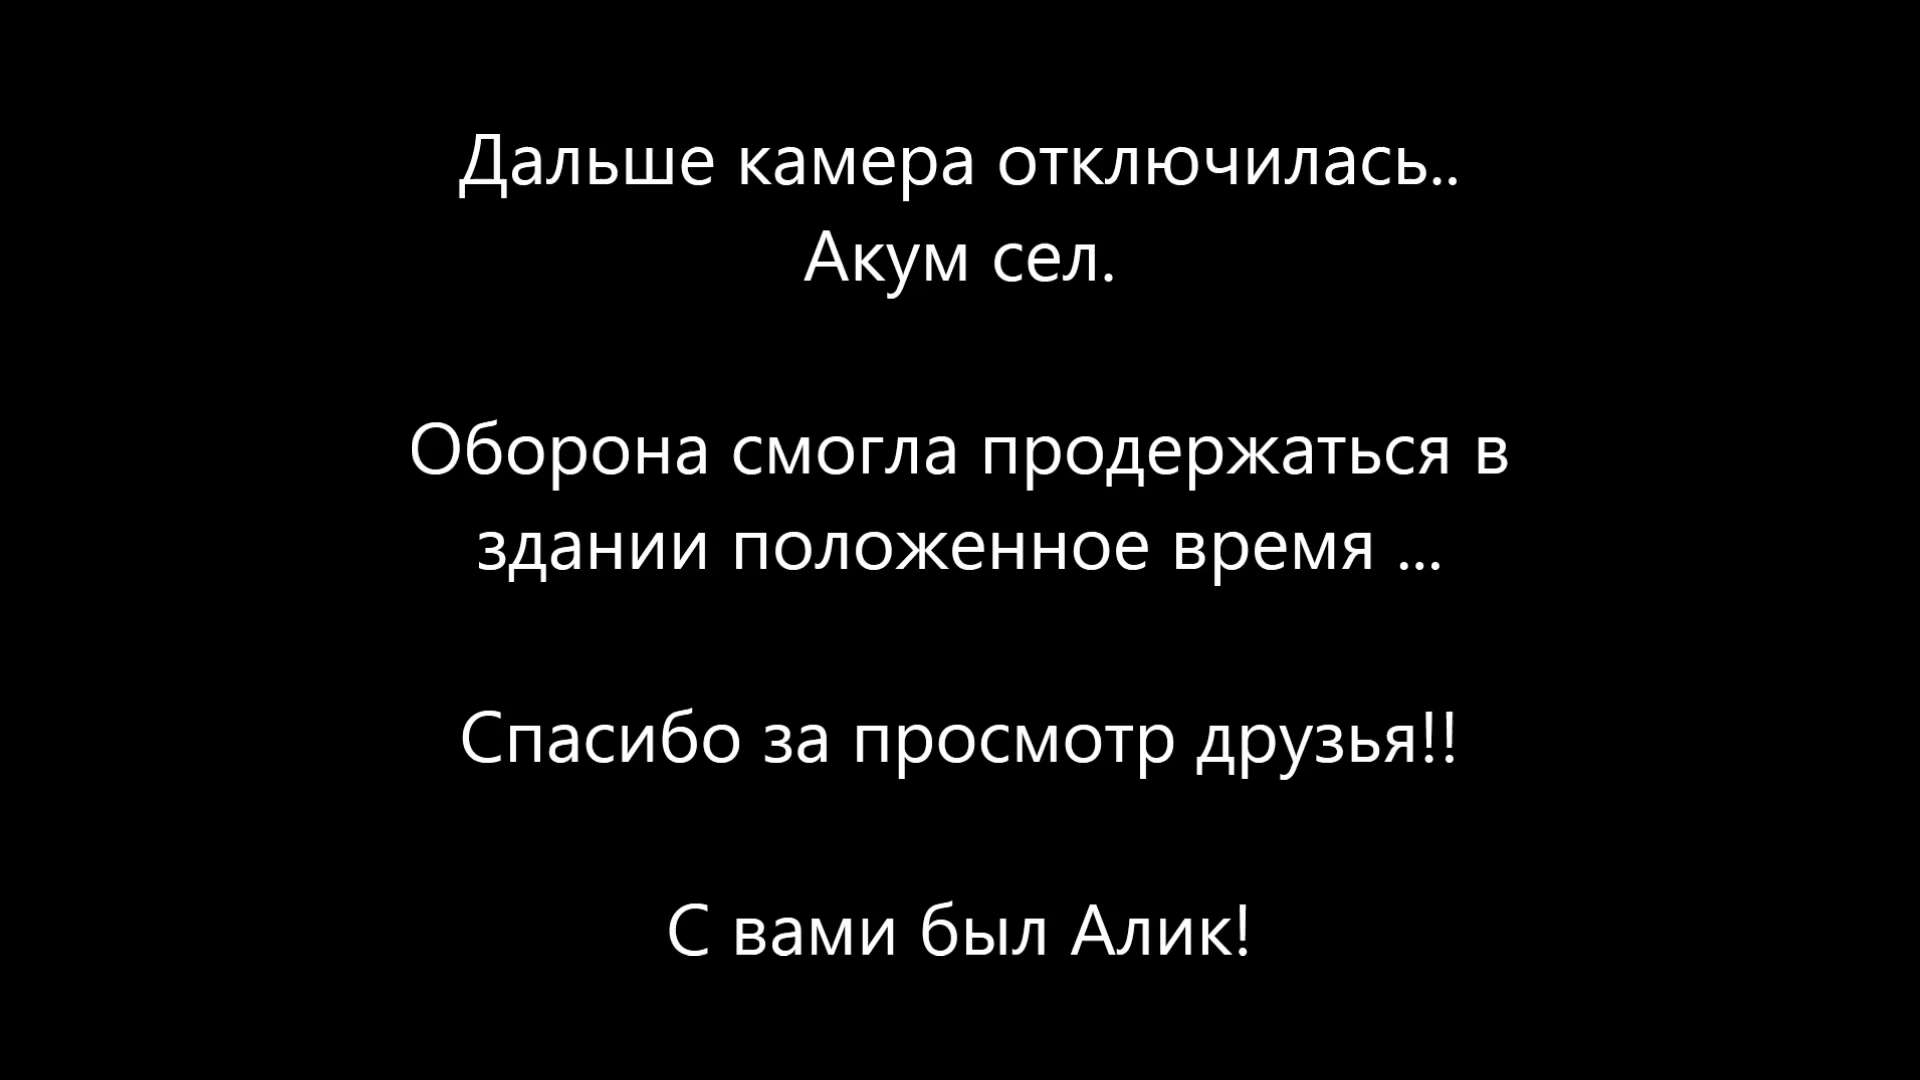 Дальше камера отключилась..
Акум сел.
Оборона смогла продержаться в
здании положенное время ...
Спасибо за просмотр друзья!!
С вами был Алик!